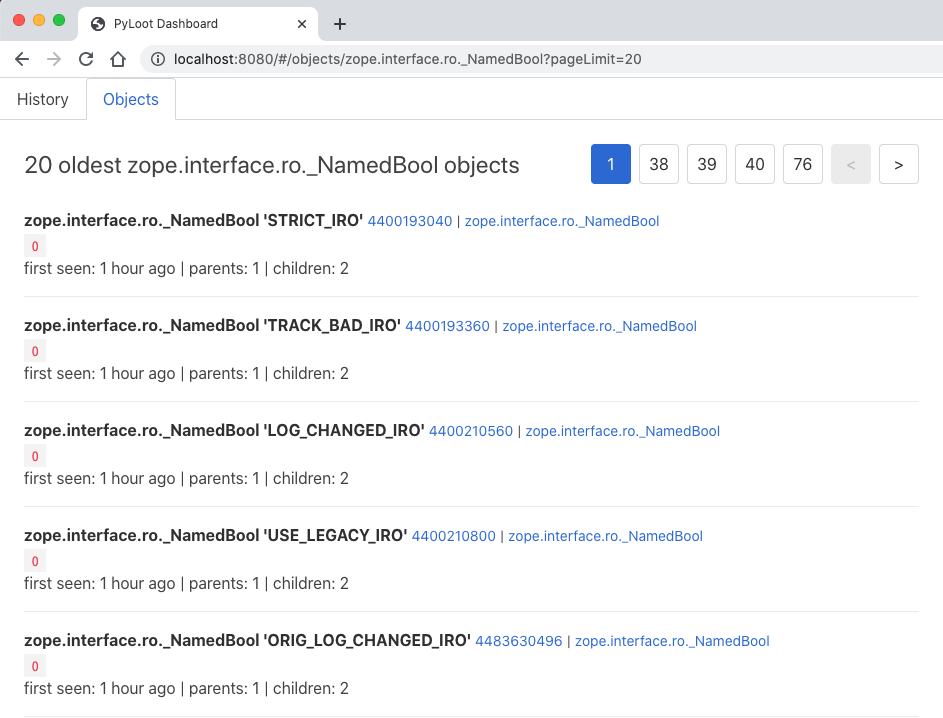 PyLoot Dashboard
localhost:8080/#/objects/zope.interface.ro._NamedBool?pageLimit=20
History Objects
20 oldest zope.interface.ro._NamedBool objects 1 38 39 40 76 < >
zope.interface.ro._NamedBool 'STRICT_IRO' 4400193040 | zope.interface.ro._NamedBool
0
first seen: 1 hour ago | parents: 1 | children: 2
zope.interface.ro._NamedBool 'TRACK_BAD_IRO' 4400193360 | zope.interface.ro._NamedBool
0
first seen: 1 hour ago | parents: 1 | children: 2
zope.interface.ro._NamedBool 'LOG_CHANGED_IRO' 4400210560 | zope.interface.ro._NamedBool
0
first seen: 1 hour ago | parents: 1 | children: 2
zope.interface.ro._NamedBool 'USE_LEGACY_IRO' 4400210800 | zope.interface.ro._NamedBool
0
first seen: 1 hour ago | parents: 1 | children: 2
zope.interface.ro._NamedBool 'ORIG_LOG_CHANGED_IRO' 4483630496 | zope.interface.ro._NamedBool
0
first seen: 1 hour ago | parents: 1 | children: 2